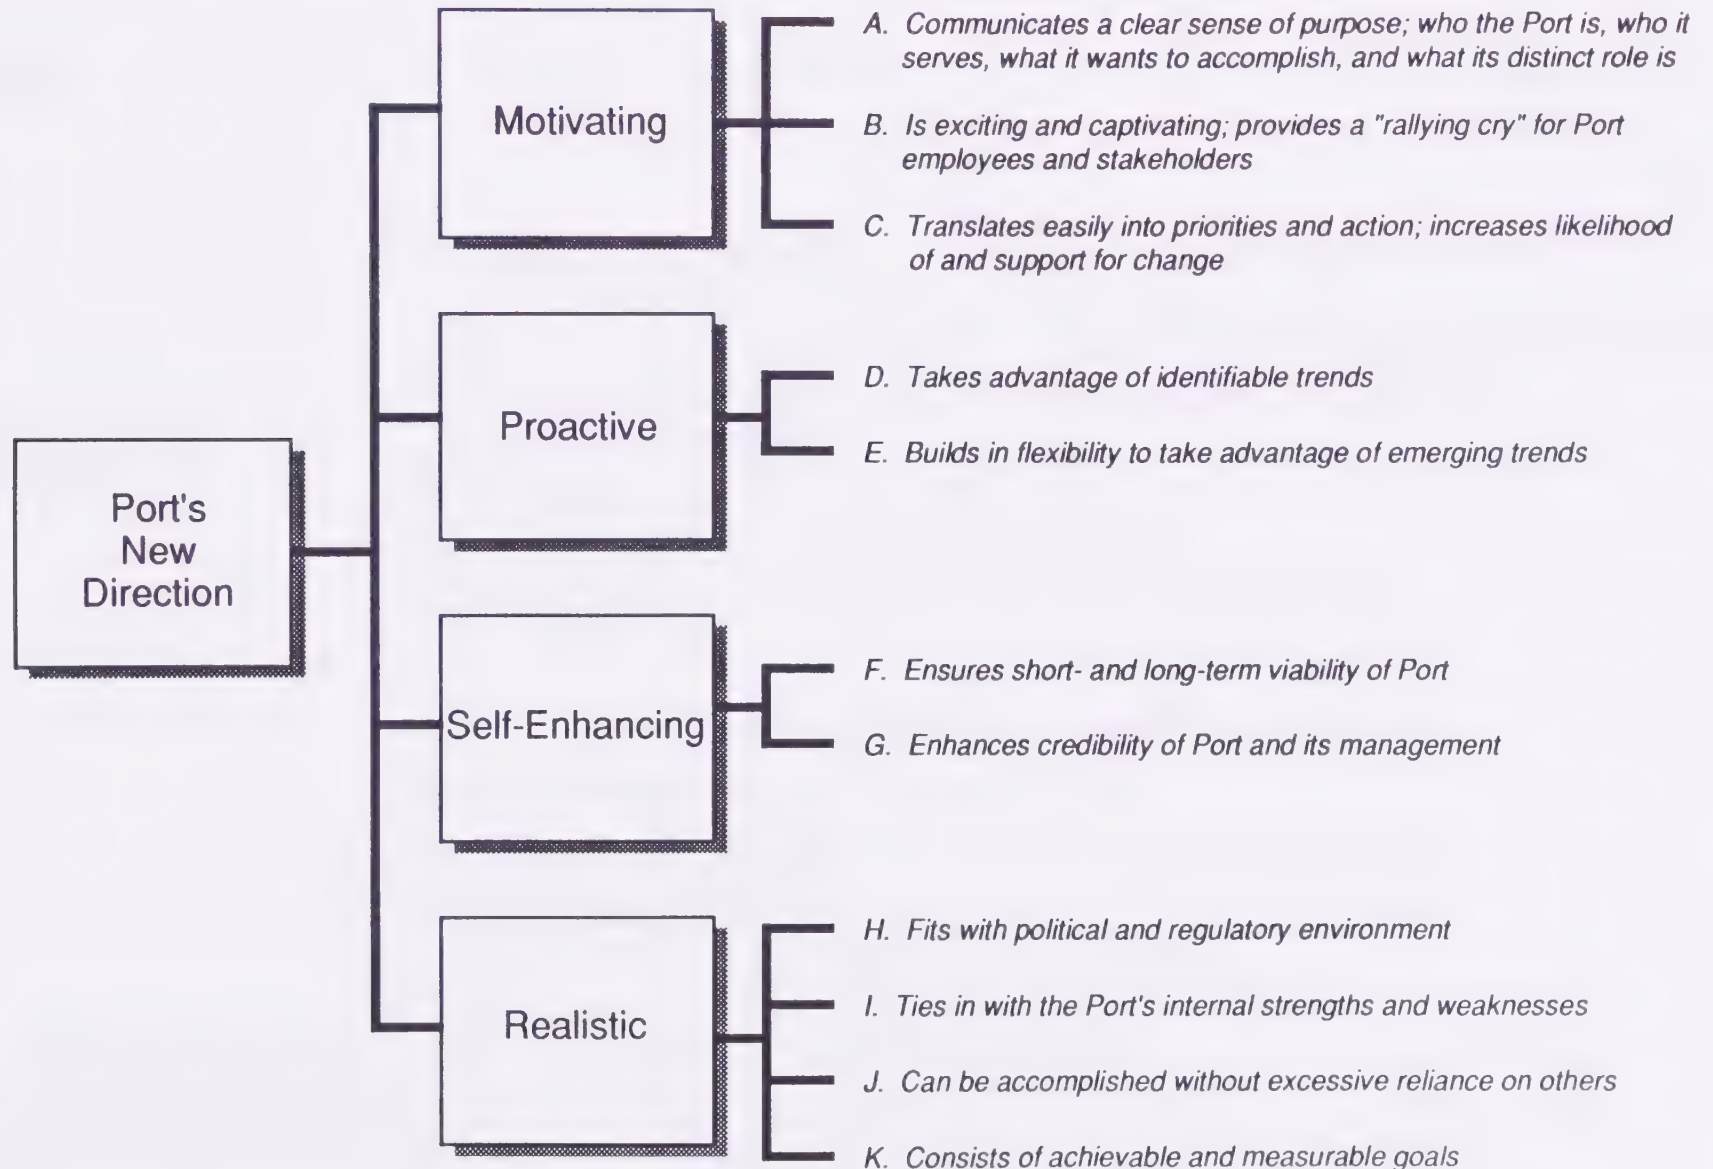 Port's
New
Direction
Motivating
A. Communicates a clear sense of purpose; who the Port is, who it
serves, what it wants to accomplish, and what its distinct role is
B. Is exciting and captivating; provides a "rallying cry" for Port
employees and stakeholders
C. Translates easily into priorities and action; increases likelihood
of and support for change
Proactive
D. Takes advantage of identifiable trends
E. Builds in flexibility to take advantage of emerging trends
Self-Enhancing
F. Ensures short- and long-term viability of Port
G. Enhances credibility of Port and its management
Realistic
H. Fits with political and regulatory environment
I. Ties in with the Port's internal strengths and weaknesses
J. Can be accomplished without excessive reliance on others
K. Consists of achievable and measurable goals